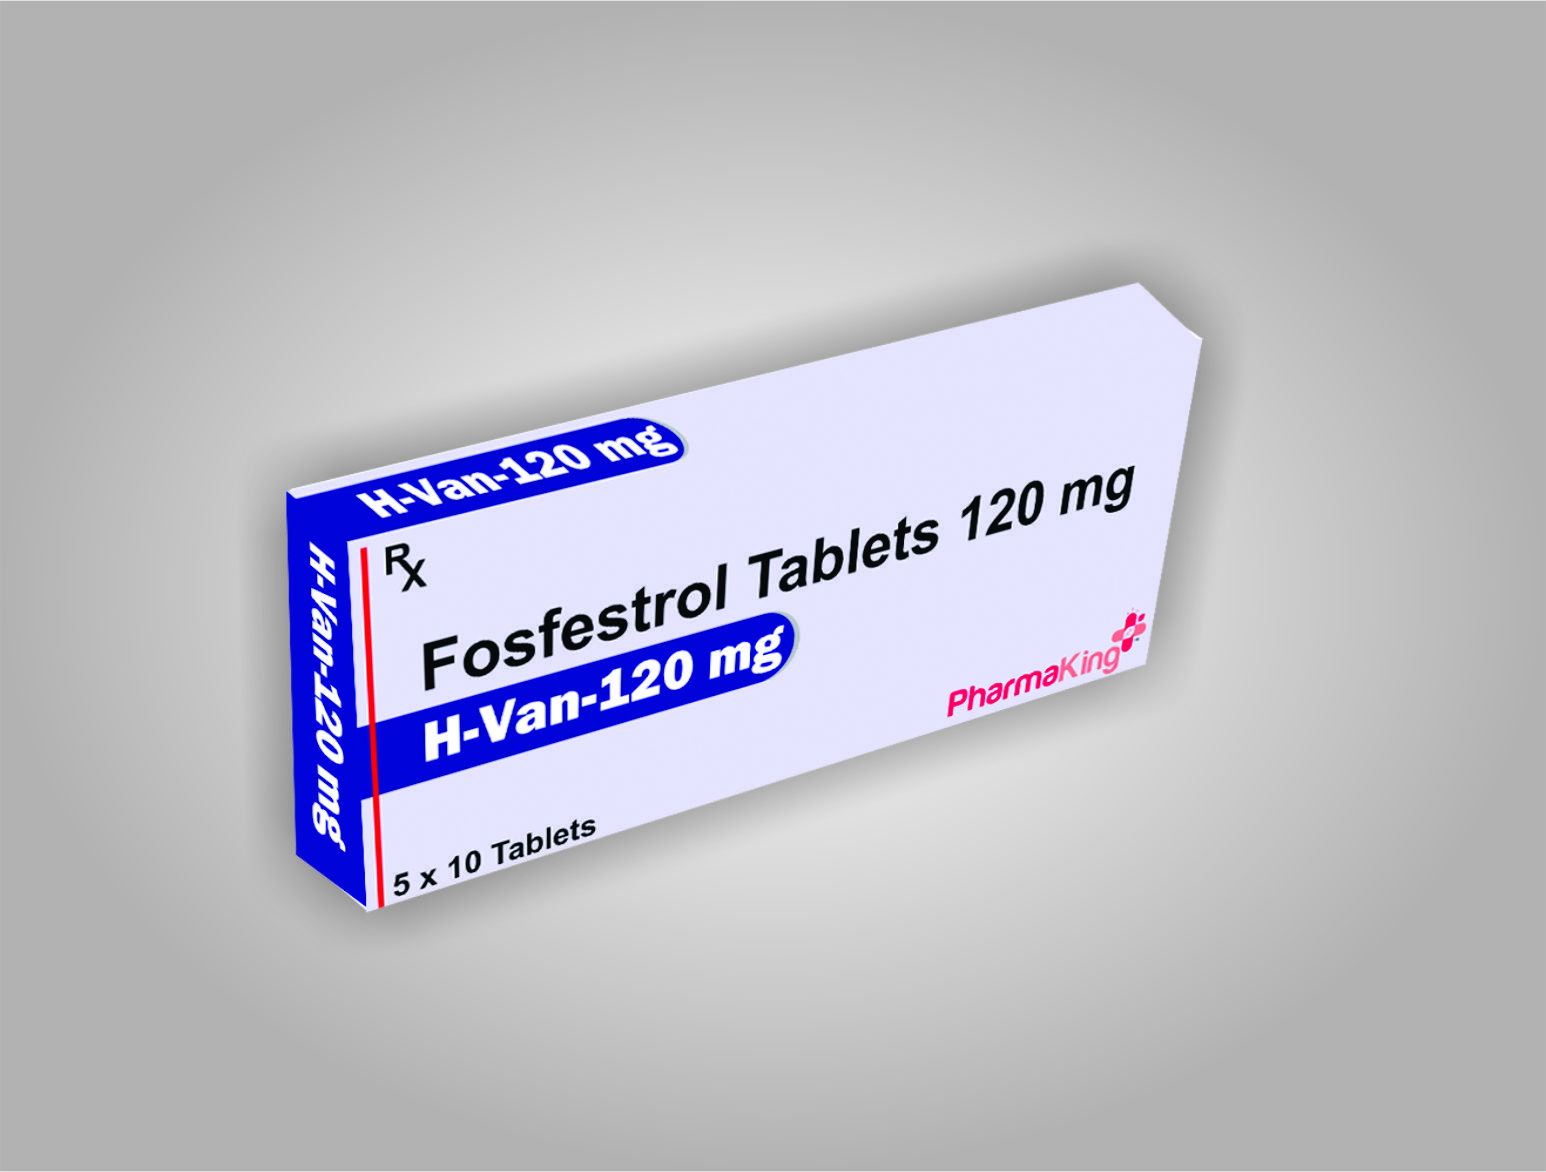 H-Van-120 mg
H-Van-120 mg
Rx
Fosfestrol Tablets 120 mg
H-Van-120 mg
PharmaKing
5 x 10 Tablets